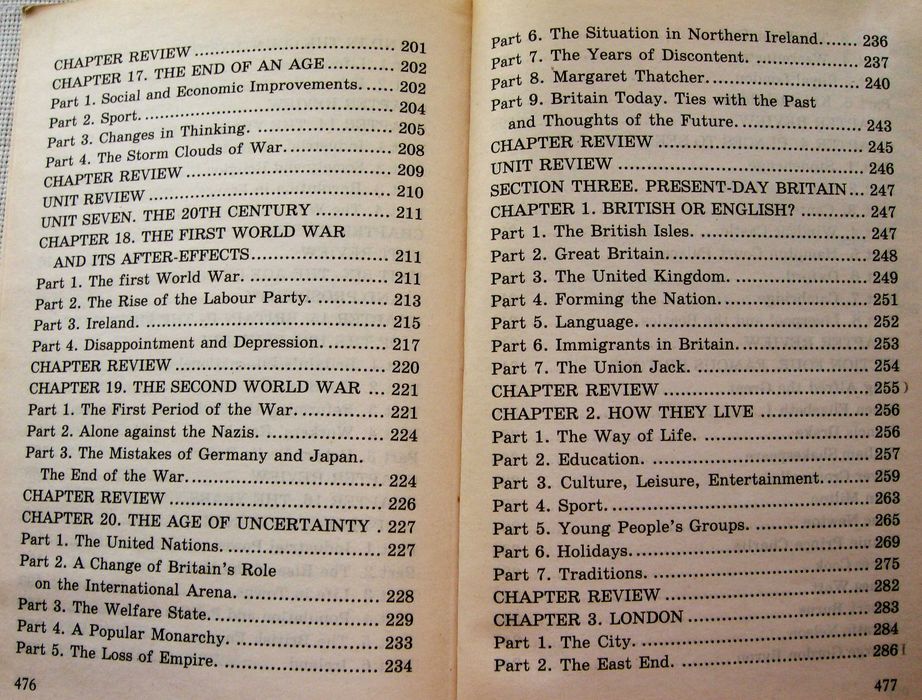 CHAPTER REVIEW ........................ 201
CHAPTER 17. THE END OF AN AGE ............ 202
Part 1. Social and Economic Improvements. ...... 202
Part 2. Sport. ........................ 204
Part 3. Changes in Thinking. ................. 205
Part 4. The Storm Clouds of War. .............. 208
CHAPTER REVIEW ........................ 209
UNIT REVIEW ........................ 210
UNIT SEVEN. THE 20TH CENTURY ............ 211
CHAPTER 18. THE FIRST WORLD WAR
AND ITS AFTER-EFFECTS ................. 211
Part 1. The first World War. ................. 211
Part 2. The Rise of the Labour Party. ............ 213
Part 3. Ireland. ........................ 215
Part 4. Disappointment and Depression. .......... 217
CHAPTER REVIEW ........................ 220
CHAPTER 19. THE SECOND WORLD WAR ... 221
Part 1. The First Period of the War. ............. 221
Part 2. Alone against the Nazis. ................ 224
Part 3. The Mistakes of Germany and Japan.
The End of the War. ........................ 224
CHAPTER REVIEW ........................ 226
CHAPTER 20. THE AGE OF UNCERTAINTY . 227
Part 1. The United Nations. .................. 227
Part 2. A Change of Britain's Role
on the International Arena. .................. 228
Part 3. The Welfare State. .................... 229
Part 4. A Popular Monarchy. ................. 233
Part 5. The Loss of Empire. .................. 234
476
Part 6. The Situation in Northern Ireland. ...... 236
Part 7. The Years of Discontent. ............... 237
Part 8. Margaret Thatcher. .................... 240
Part 9. Britain Today. Ties with the Past
and Thoughts of the Future. ................. 243
CHAPTER REVIEW ........................ 245
UNIT REVIEW ........................ 246
SECTION THREE. PRESENT-DAY BRITAIN ... 247
CHAPTER 1. BRITISH OR ENGLISH? .......... 247
Part 1. The British Isles. ..................... 247
Part 2. Great Britain. ........................ 248
Part 3. The United Kingdom. .................. 249
Part 4. Forming the Nation. ................... 251
Part 5. Language. ........................ 252
Part 6. Immigrants in Britain. ................. 253
Part 7. The Union Jack. ...................... 254
CHAPTER REVIEW ........................ 255
CHAPTER 2. HOW THEY LIVE .............. 256
Part 1. The Way of Life. ..................... 256
Part 2. Education. ........................ 257
Part 3. Culture, Leisure, Entertainment. ........ 259
Part 4. Sport. ........................ 263
Part 5. Young People's Groups. ................ 265
Part 6. Holidays. ........................ 269
Part 7. Traditions. ........................ 275
CHAPTER REVIEW ........................ 282
CHAPTER 3. LONDON ..................... 283
Part 1. The City. ........................ 284
Part 2. The East End. ........................ 286
477